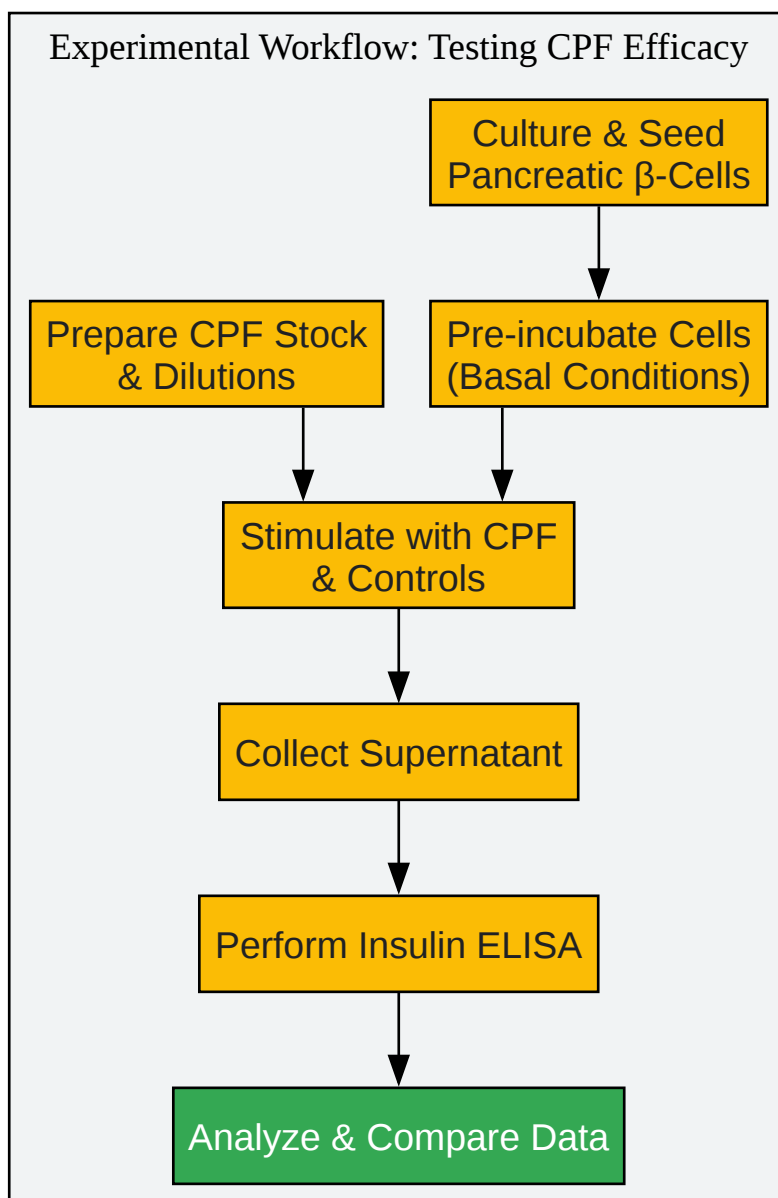 Experimental Workflow: Testing CPF Efficacy
Culture & Seed
Pancreatic β-Cells
Prepare CPF Stock
& Dilutions
Pre-incubate Cells
(Basal Conditions)
Stimulate with CPF
& Controls
Collect Supernatant
Perform Insulin ELISA
Analyze & Compare Data